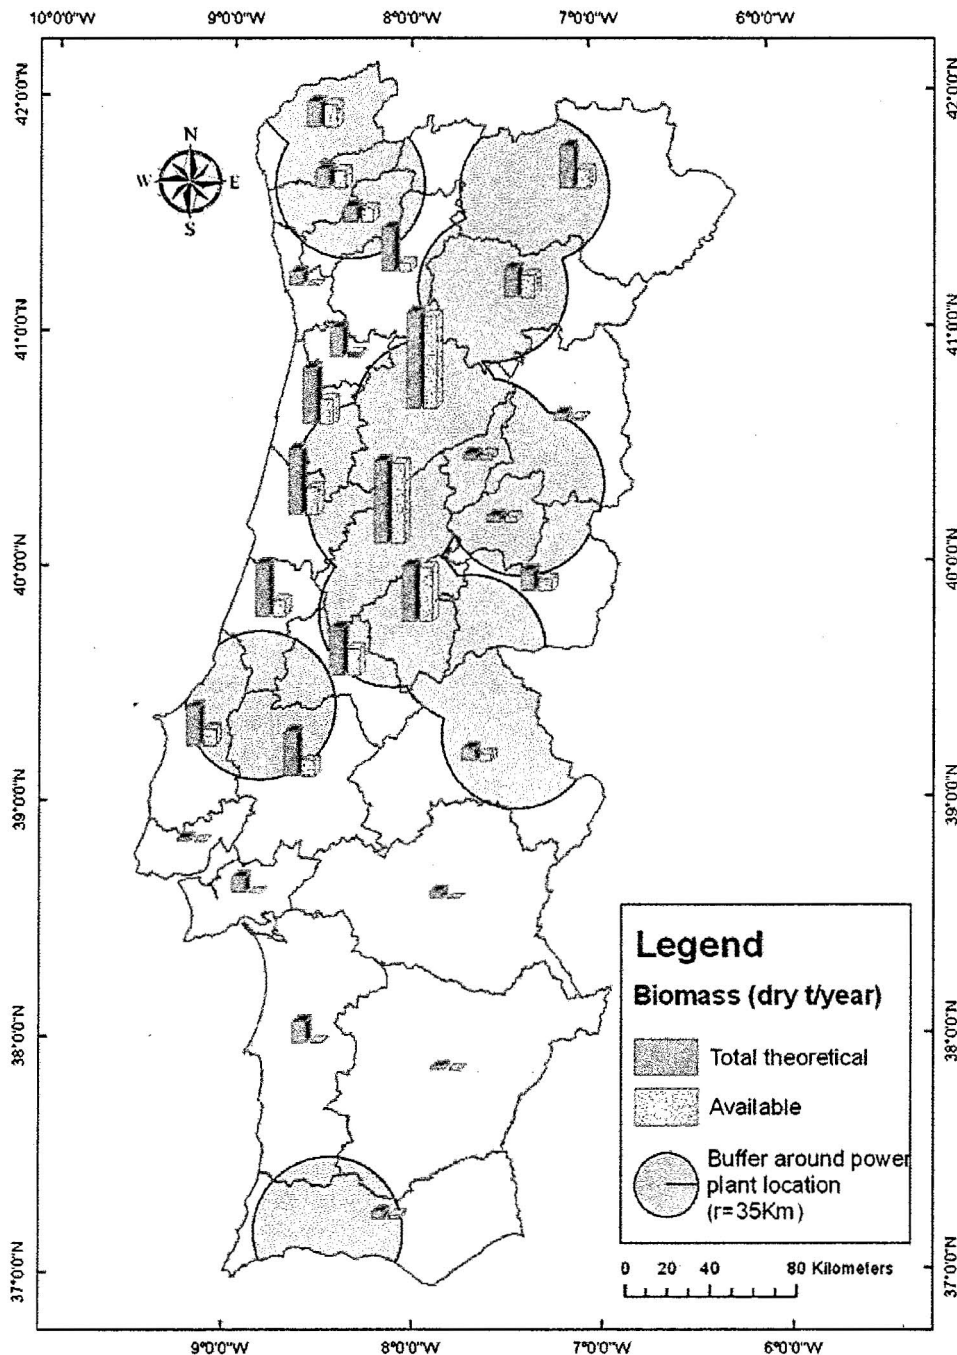 10°0'0"W 9°0'0"W 8°0'0"W 7°0'0"W 6°0'0"W
42°0'0"N 42°0'0"N
N
W E
S
41°0'0"N 41°0'0"N
40°0'0"N 40°0'0"N
39°0'0"N 39°0'0"N
38°0'0"N 38°0'0"N
37°0'0"N 37°0'0"N
Legend
Biomass (dry t/year)
Total theoretical
Available
Buffer around power
plant location
(r=35Km)
0 20 40 80 Kilometers
9°0'0"W 8°0'0"W 7°0'0"W 6°0'0"W